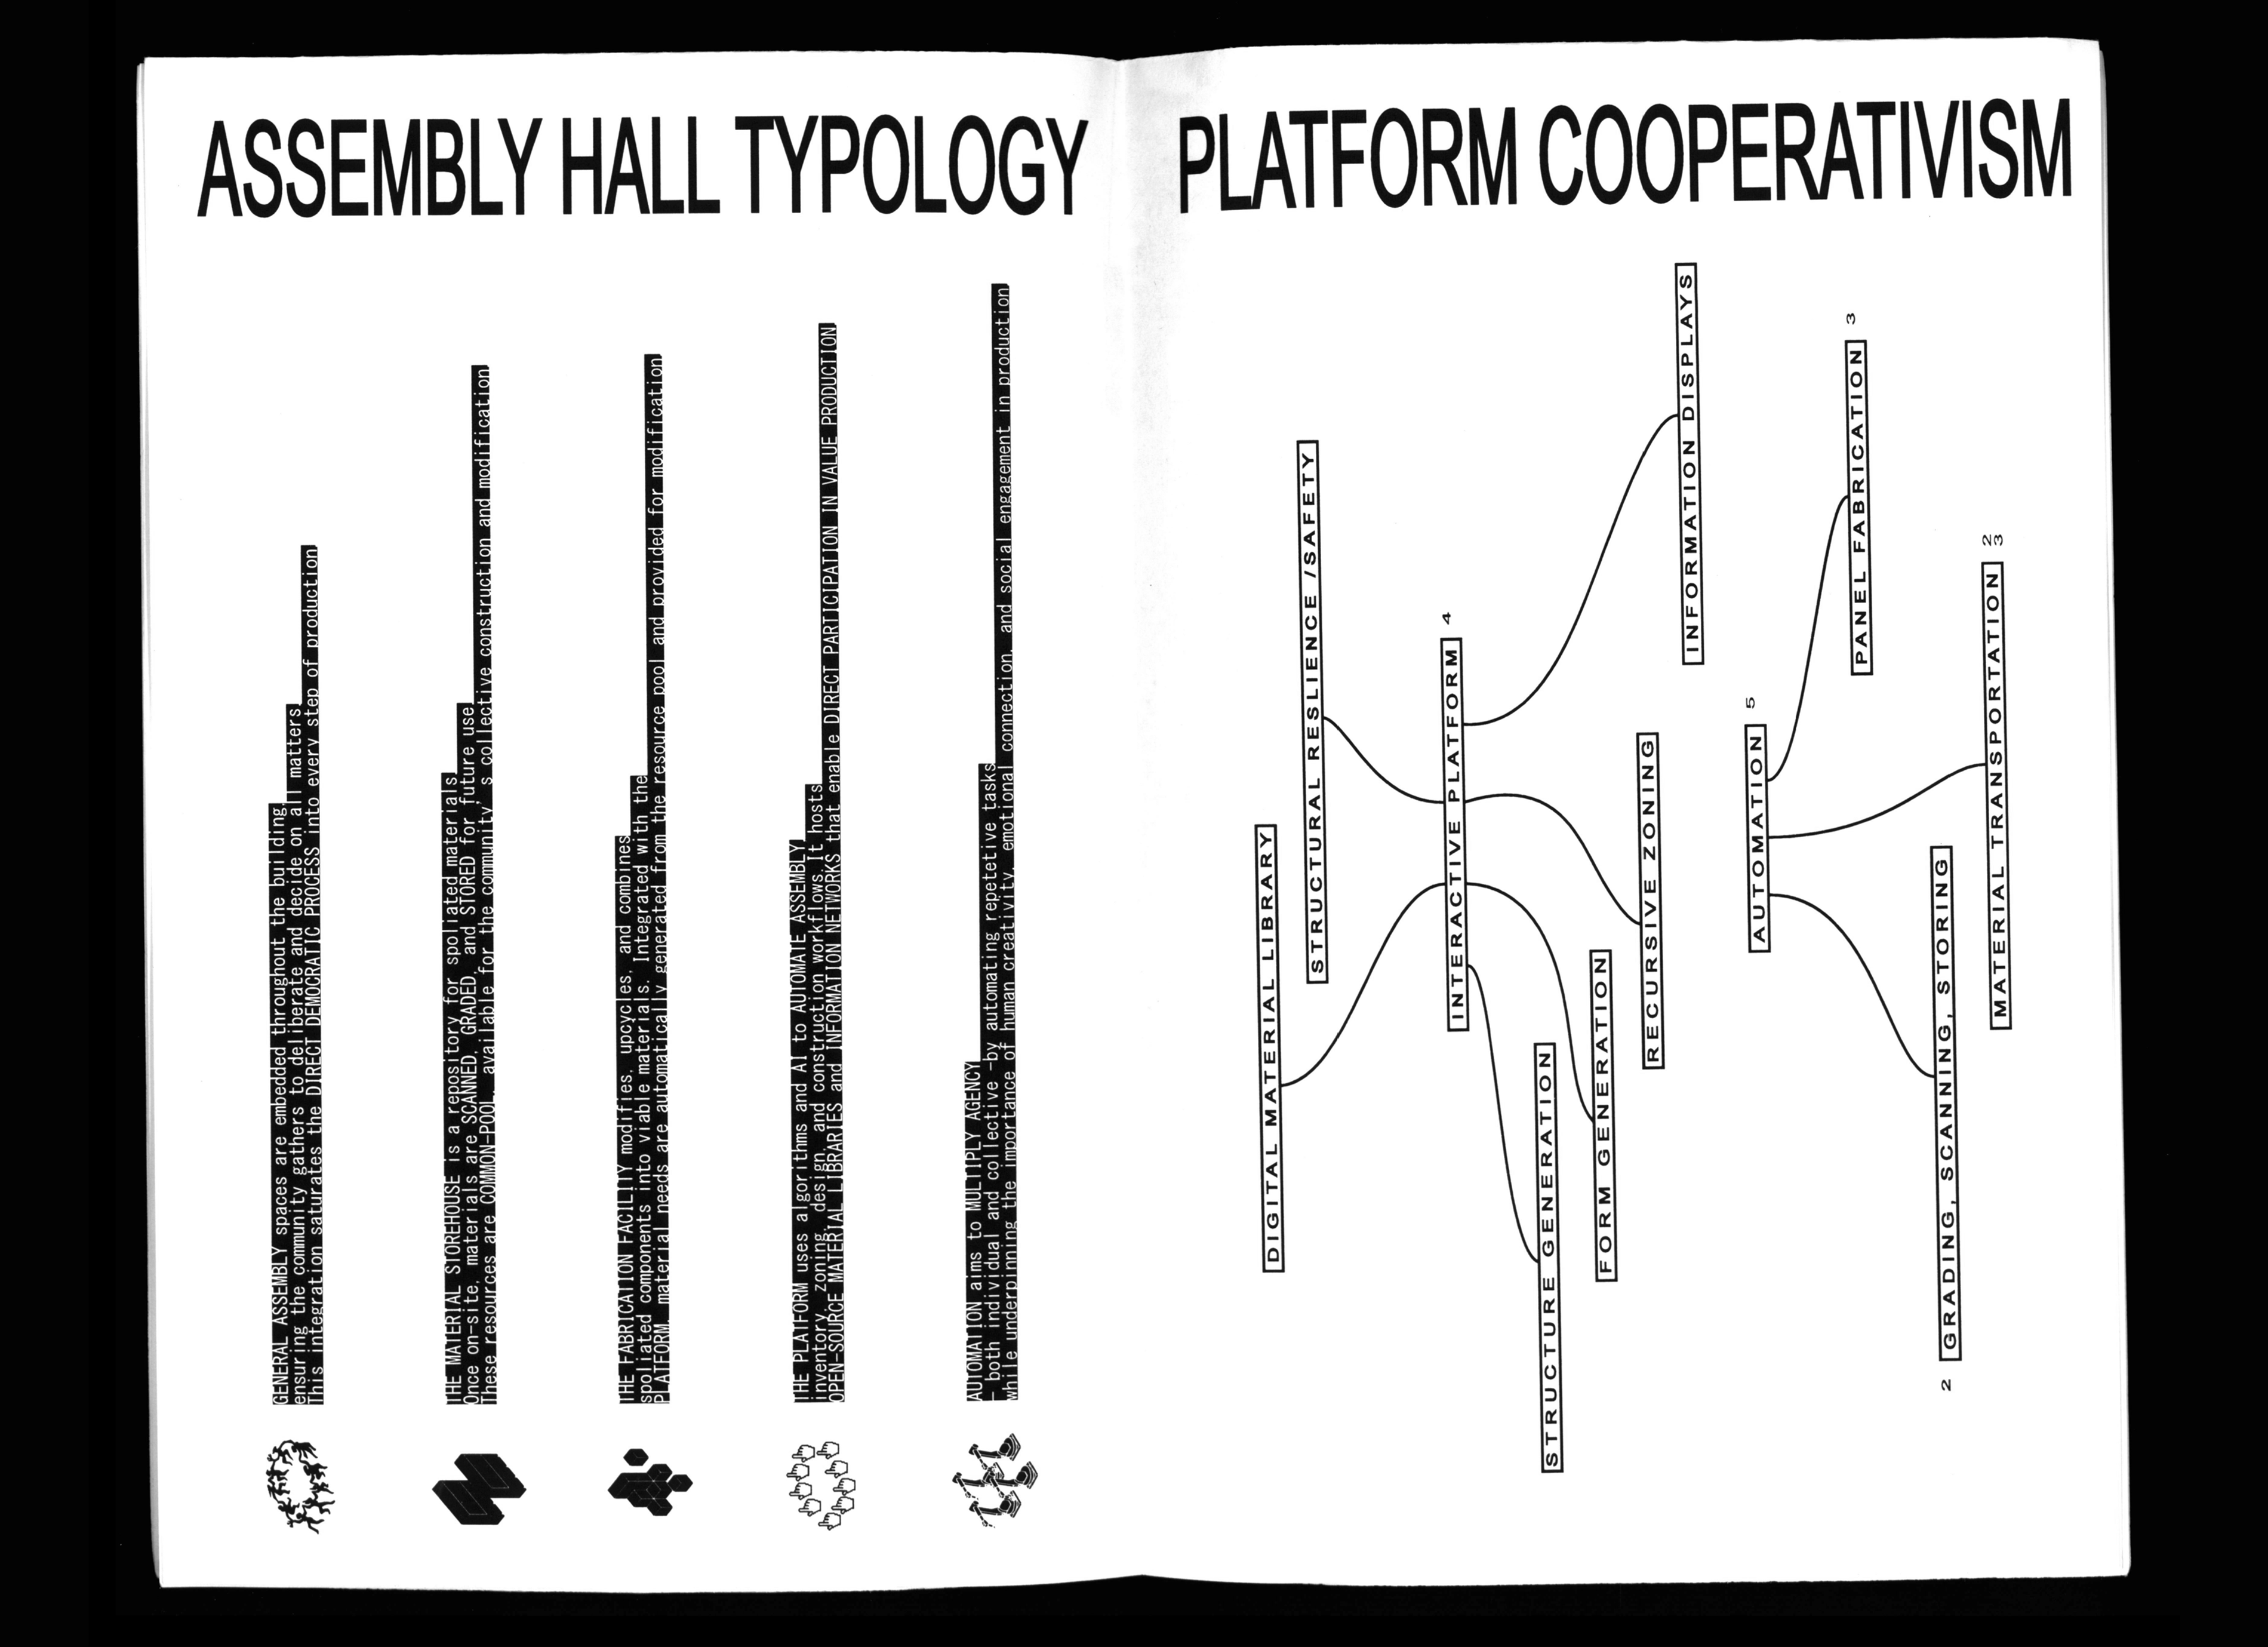 ASSEMBLY HALL TYPOLOGY
GENERAL ASSEMBLY spaces are embedded throughout the building,
ensuring the community gathers to deliberate and decide on all matters.
This integration saturates the DIRECT DEMOCRATIC PROCESS into every step of production
THE MATERIAL STOREHOUSE is a repository for spoliated materials.
Once on-site, materials are SCANNED, GRADED, and STORED for future use.
These resources are COMMON-POOL, available for the community's collective construction and modification
THE FABRICATION FACILITY modifies, upcycles, and combines
spoliated components into viable materials. Integrated with the
PLATFORM, material needs are automatically generated from the resource pool and provided for modification
THE PLATFORM uses algorithms and AI to AUTOMATE ASSEMBLY,
inventory, zoning, design, and construction workflows. It hosts
OPEN-SOURCE MATERIAL LIBRARIES and INFORMATION NETWORKS that enable DIRECT PARTICIPATION IN VALUE PRODUCTION
AUTOMATION aims to MULTIPLY AGENCY
- both individual and collective -by automating repetetive tasks
while underpinning the importance of human creativity, emotional connection, and social engagement in production
PLATFORM COOPERATIVISM
DIGITAL MATERIAL LIBRARY
STRUCTURAL RESLIENCE /SAFETY
INTERACTIVE PLATFORM 4
STRUCTURE GENERATION
FORM GENERATION
RECURSIVE ZONING
INFORMATION DISPLAYS
AUTOMATION 5
PANEL FABRICATION 3
2 GRADING, SCANNING, STORING
MATERIAL TRANSPORTATION 2
3